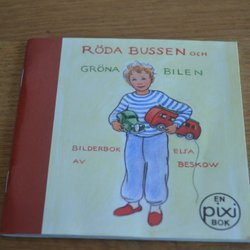 RÖDA BUSSEN OCH
GRÖNA BILEN
BILDERBOK ELSA
AV BESKOW
EN
pixi
BOK